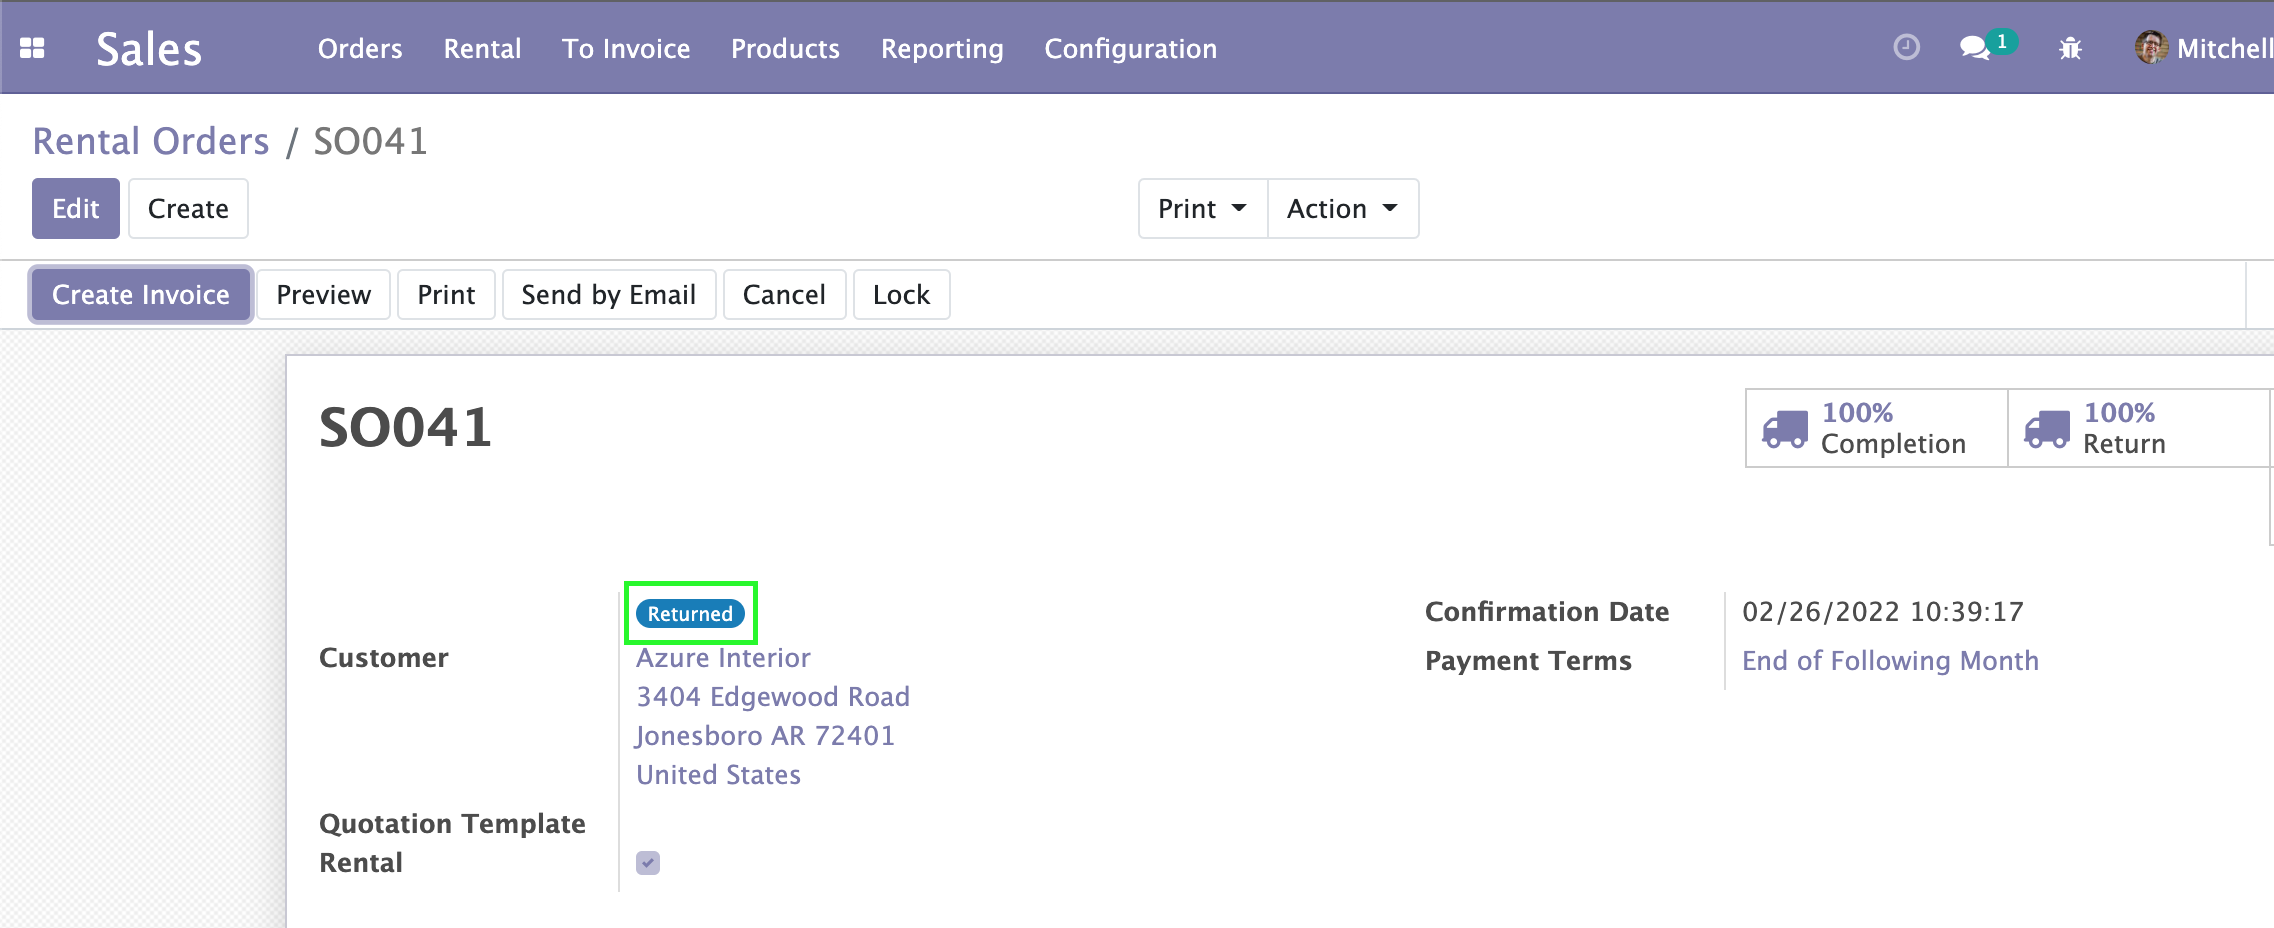 Sales Orders Rental To Invoice Products Reporting Configuration 1 Mitchell
Rental Orders / SO041
Edit Create Print Action
Create Invoice Preview Print Send by Email Cancel Lock
SO041
100% Completion
100% Return
Returned
Customer
Azure Interior
3404 Edgewood Road
Jonesboro AR 72401
United States
Quotation Template
Rental
Confirmation Date 02/26/2022 10:39:17
Payment Terms End of Following Month